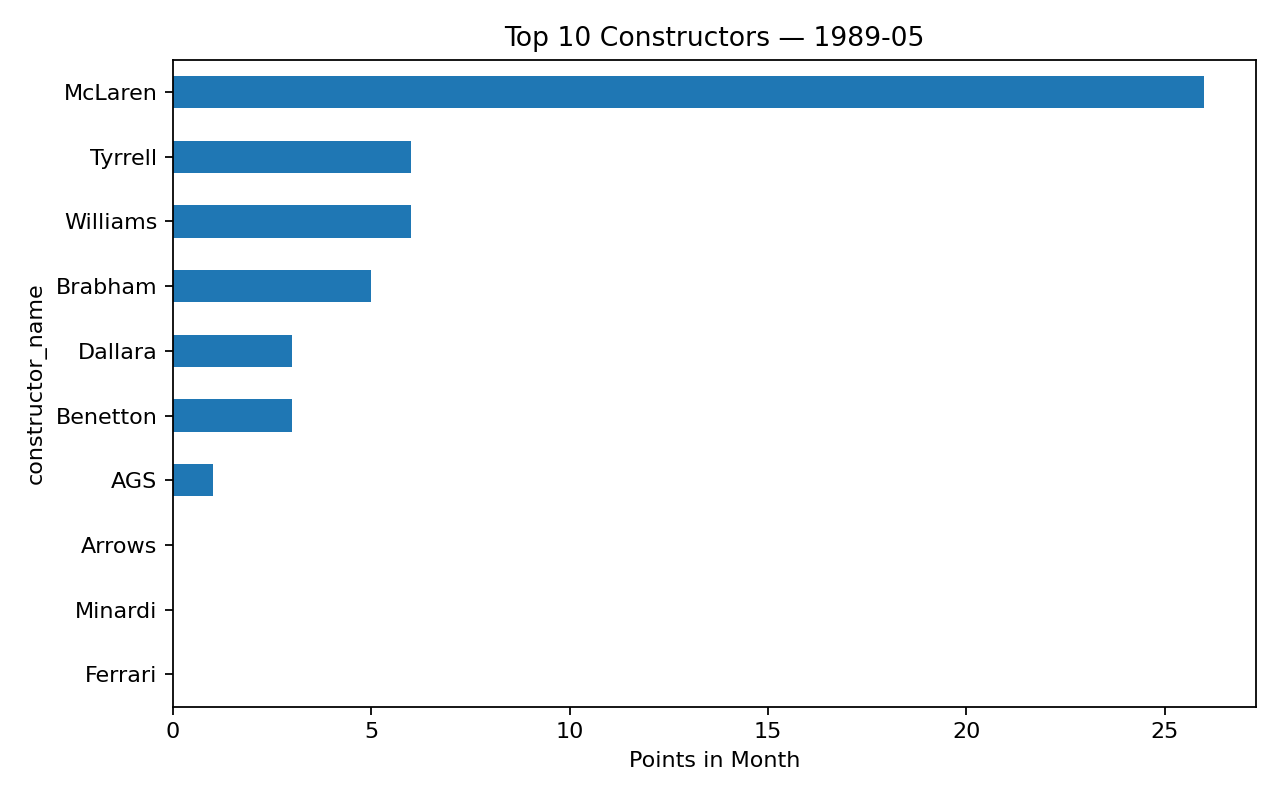 Top 10 Constructors — 1989-05
constructor_name
McLaren
Tyrrell
Williams
Brabham
Dallara
Benetton
AGS
Arrows
Minardi
Ferrari
0 5 10 15 20 25
Points in Month